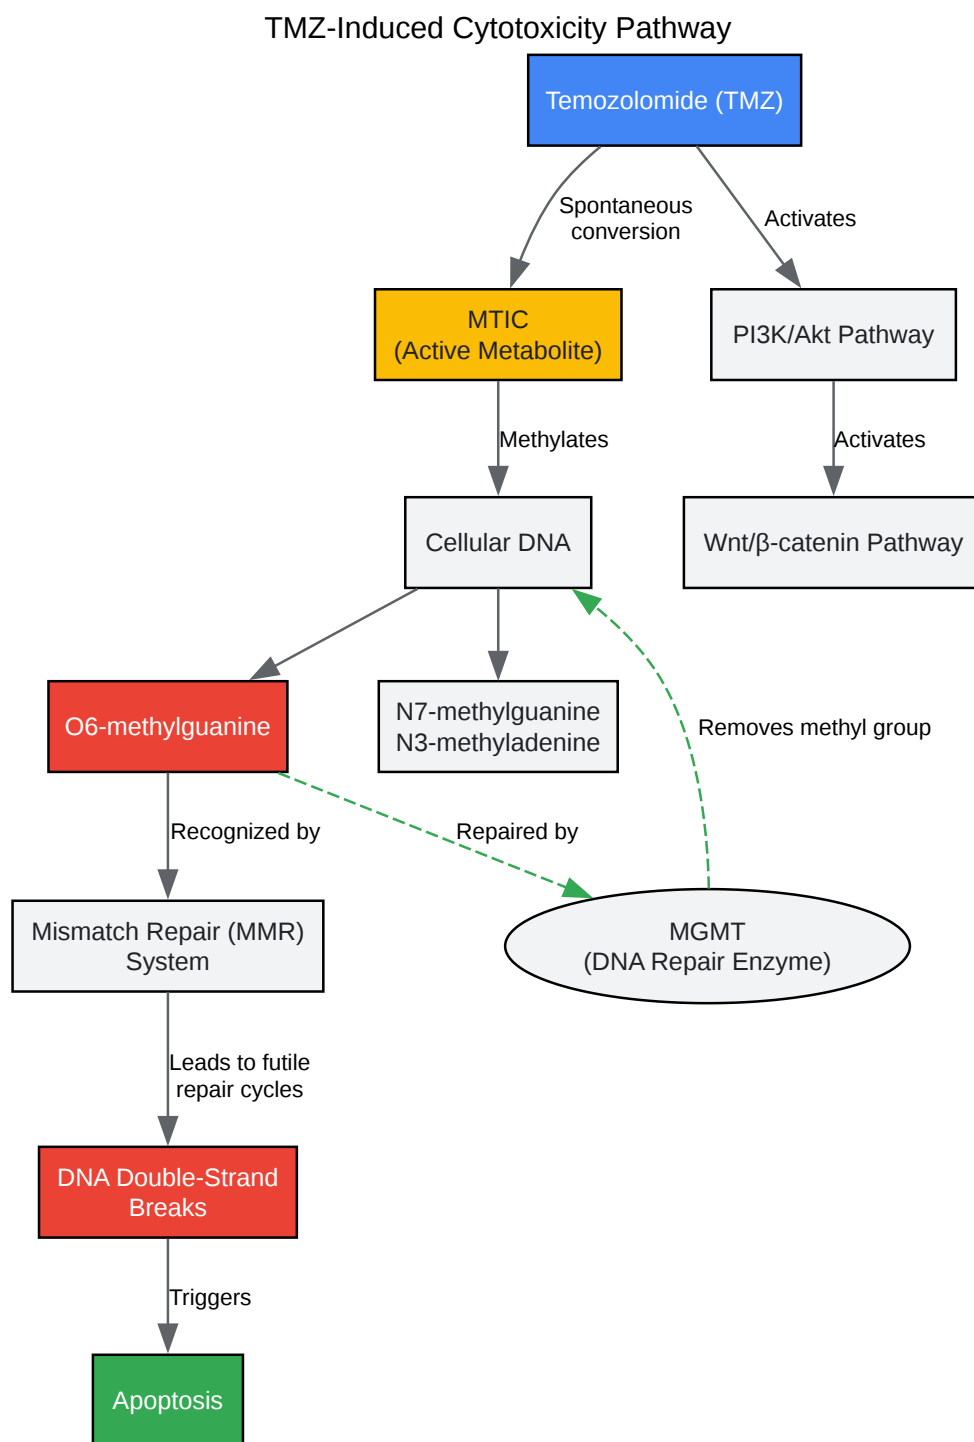 TMZ-Induced Cytotoxicity Pathway
Temozolomide (TMZ)
Spontaneous
conversion
Activates
MTIC
(Active Metabolite)
PI3K/Akt Pathway
Methylates
Activates
Cellular DNA
Wnt/β-catenin Pathway
O6-methylguanine
N7-methylguanine
N3-methyladenine
Removes methyl group
Recognized by
Repaired by
Mismatch Repair (MMR)
System
MGMT
(DNA Repair Enzyme)
Leads to futile
repair cycles
DNA Double-Strand
Breaks
Triggers
Apoptosis